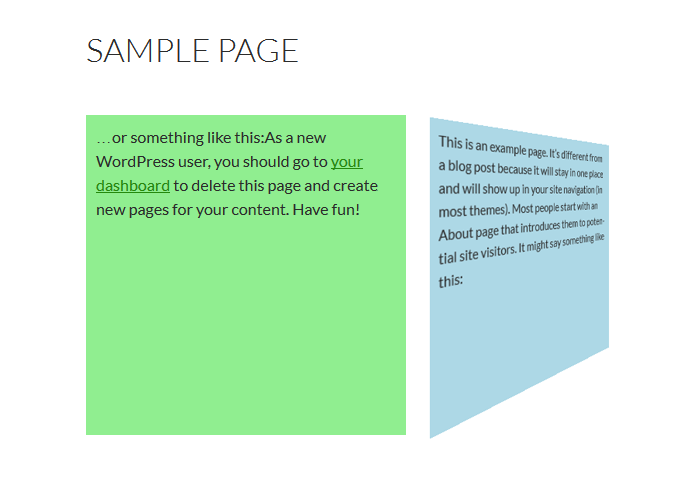 SAMPLE PAGE
…or something like this:As a new
WordPress user, you should go to your
dashboard to delete this page and create
new pages for your content. Have fun!
This is an example page. It's different from
a blog post because it will stay in one place
and will show up in your site navigation (in
most themes). Most people start with an
About page that introduces them to poten-
tial site visitors. It might say something like
this: